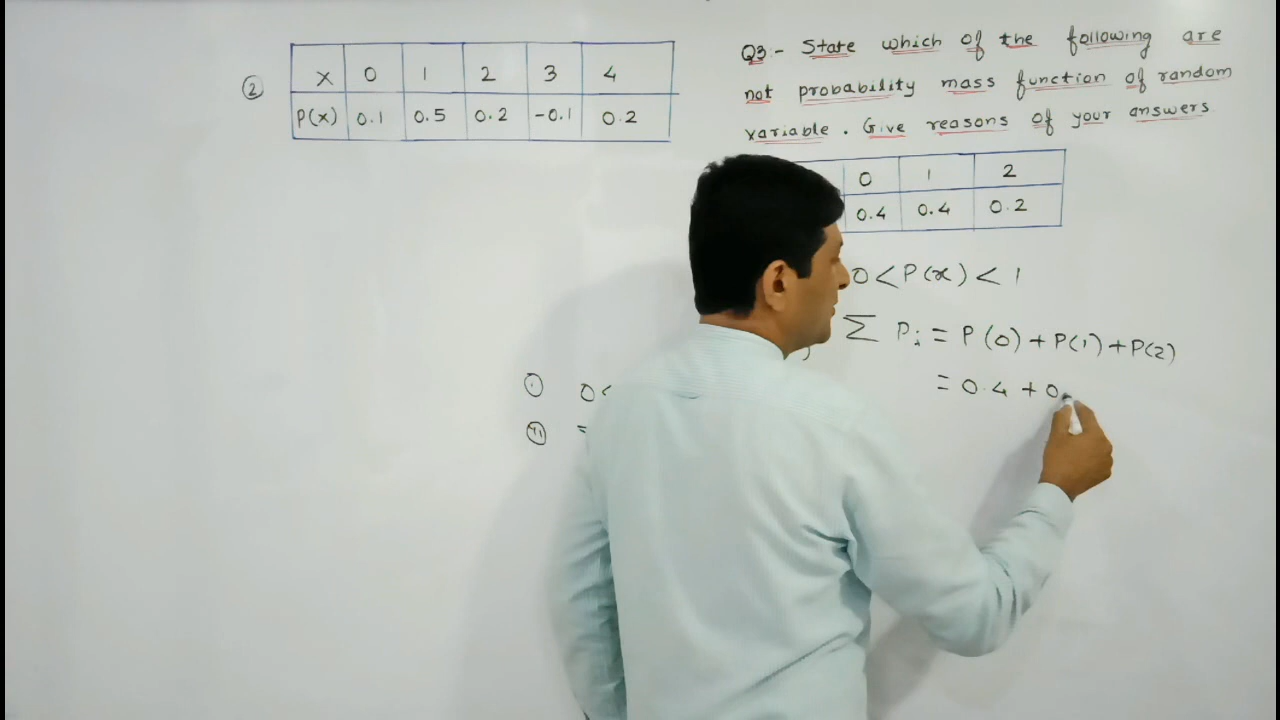 Q3:- State which of the following are
not probability mass function of random
variable. Give reasons of your answers
0 1 2
0.4 0.4 0.2
0 < P(x) < 1
Σ Pi = P(0) + P(1) + P(2)
= 0.4 + 0.
② X 0 1 2 3 4
P(x) 0.1 0.5 0.2 -0.1 0.2
① 0<
=